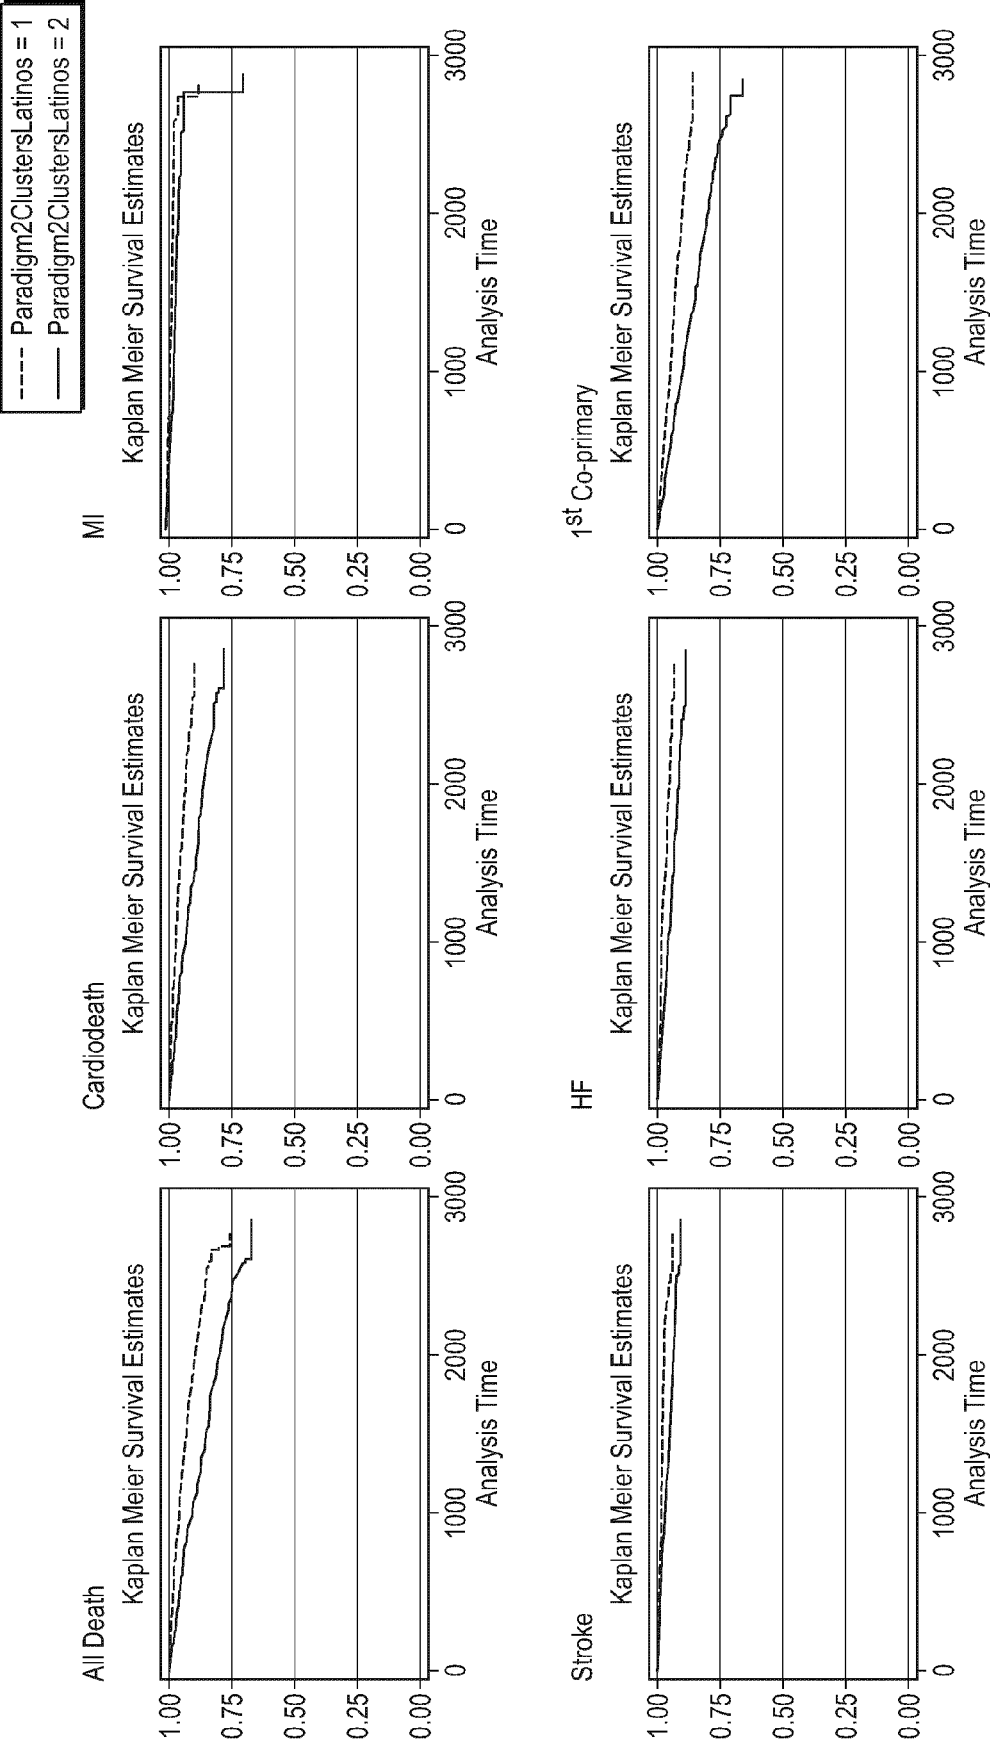 ---- Paradigm2ClustersLatinos = 1
—— Paradigm2ClustersLatinos = 2
All Death
Kaplan Meier Survival Estimates
1.00
0.75
0.50
0.25
0.00
0 1000 2000 3000
Analysis Time
Cardiodeath
Kaplan Meier Survival Estimates
1.00
0.75
0.50
0.25
0.00
0 1000 2000 3000
Analysis Time
MI
Kaplan Meier Survival Estimates
1.00
0.75
0.50
0.25
0.00
0 1000 2000 3000
Analysis Time
Stroke
Kaplan Meier Survival Estimates
1.00
0.75
0.50
0.25
0.00
0 1000 2000 3000
Analysis Time
HF
Kaplan Meier Survival Estimates
1.00
0.75
0.50
0.25
0.00
0 1000 2000 3000
Analysis Time
1st Co-primary
Kaplan Meier Survival Estimates
1.00
0.75
0.50
0.25
0.00
0 1000 2000 3000
Analysis Time